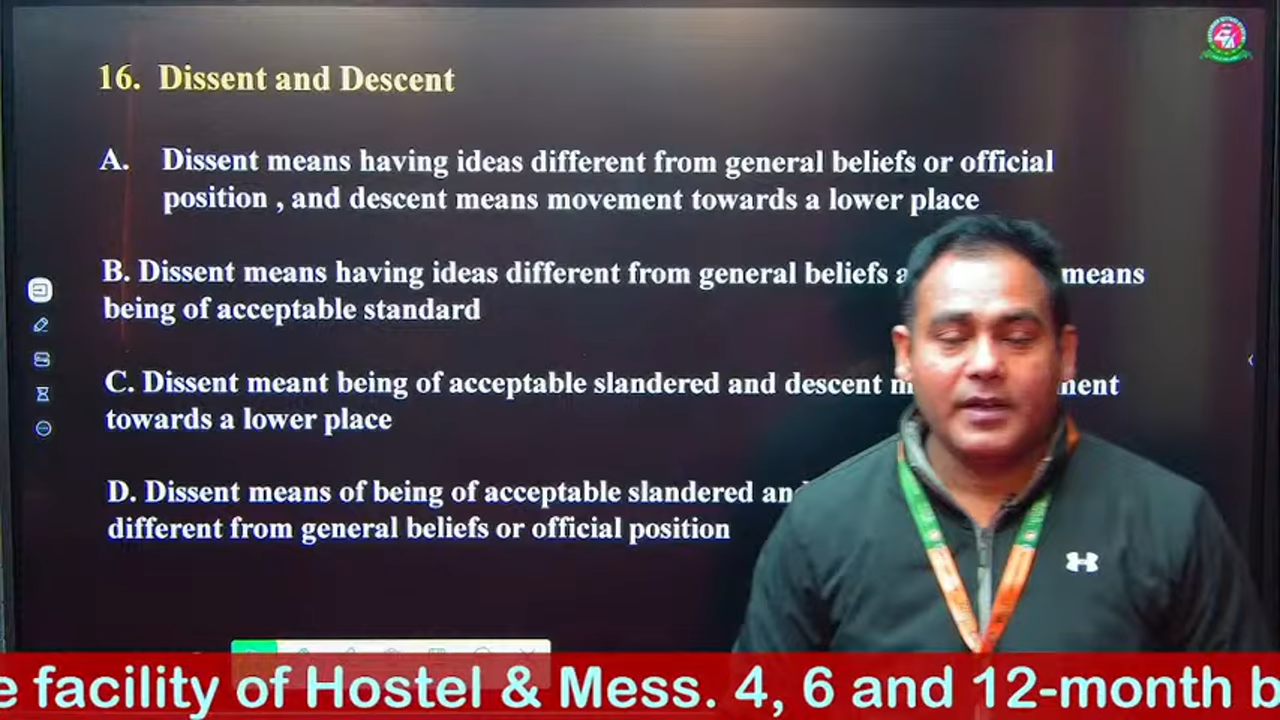 16. Dissent and Descent
A. Dissent means having ideas different from general beliefs or official
position , and descent means movement towards a lower place
B. Dissent means having ideas different from general beliefs means
being of acceptable standard
C. Dissent meant being of acceptable slandered and descent
towards a lower place
D. Dissent means of being of acceptable slandered
different from general beliefs or official position
facility of Hostel & Mess. 4, 6 and 12-month